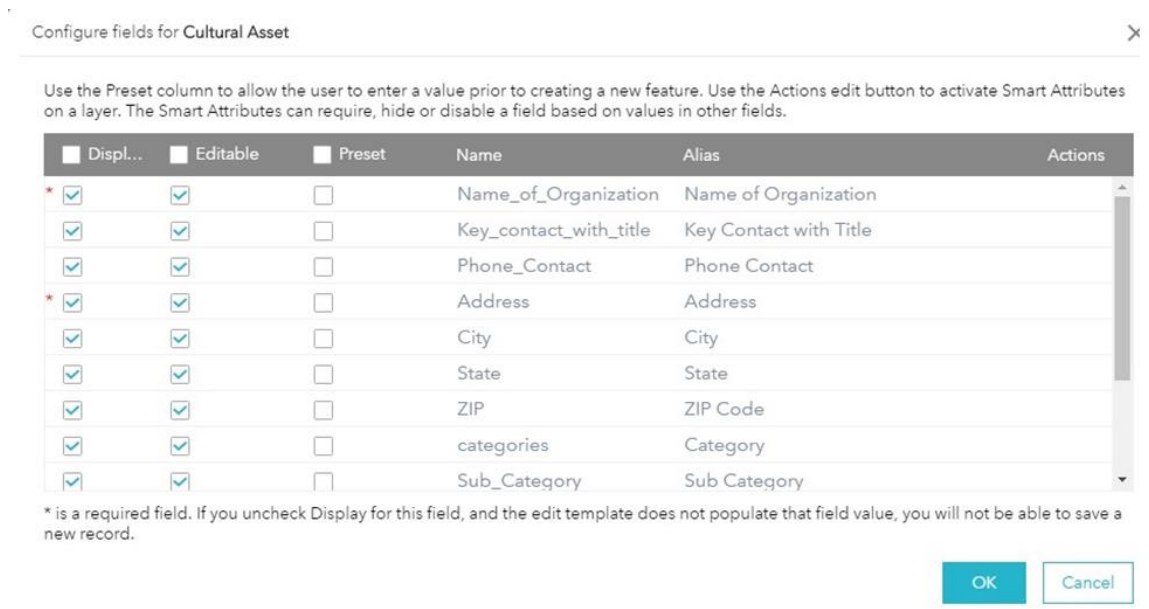 Configure fields for Cultural Asset
Use the Preset column to allow the user to enter a value prior to creating a new feature. Use the Actions edit button to activate Smart Attributes
on a layer. The Smart Attributes can require, hide or disable a field based on values in other fields.
Displ... Editable Preset Name Alias Actions
* Name_of_Organization Name of Organization
Key_contact_with_title Key Contact with Title
Phone_Contact Phone Contact
* Address Address
City City
State State
ZIP ZIP Code
categories Category
Sub_Category Sub Category
* is a required field. If you uncheck Display for this field, and the edit template does not populate that field value, you will not be able to save a
new record.
OK Cancel